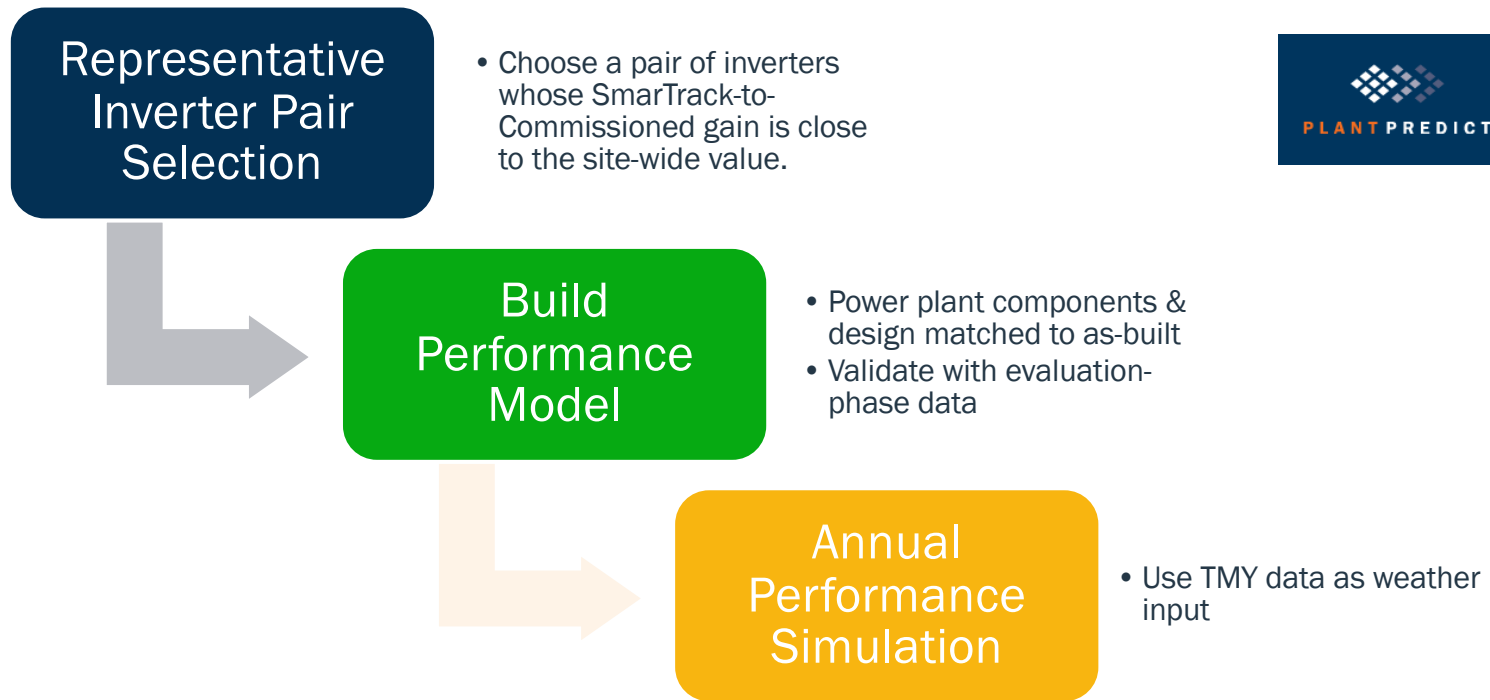 Representative
Inverter Pair
Selection
• Choose a pair of inverters
whose SmarTrack-to-
Commissioned gain is close
to the site-wide value.
PLANT PREDICT
Build
Performance
Model
• Power plant components &
design matched to as-built
• Validate with evaluation-
phase data
Annual
Performance
Simulation
• Use TMY data as weather
input